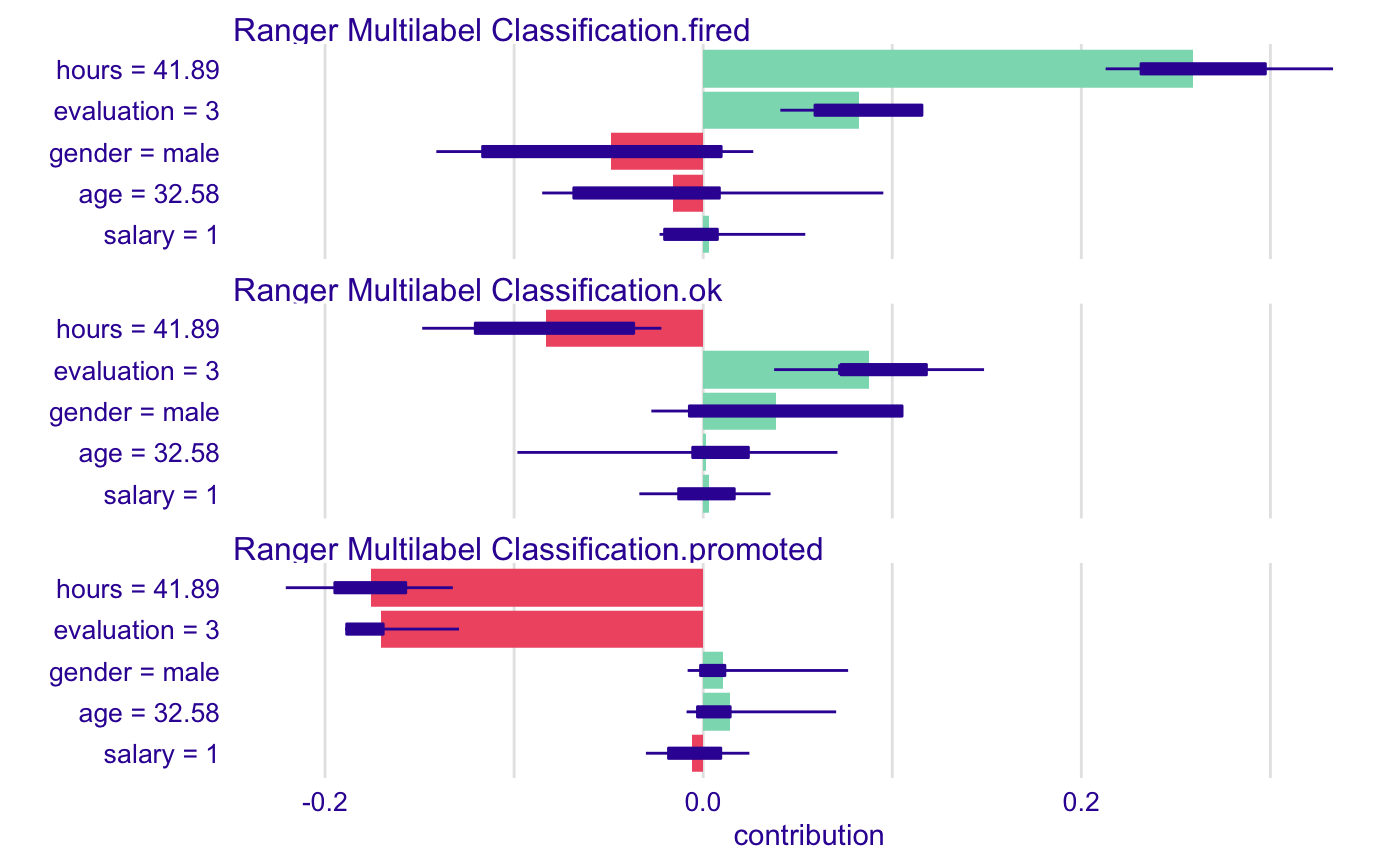 Ranger Multilabel Classification.fired
hours = 41.89
evaluation = 3
gender = male
age = 32.58
salary = 1
Ranger Multilabel Classification.ok
hours = 41.89
evaluation = 3
gender = male
age = 32.58
salary = 1
Ranger Multilabel Classification.promoted
hours = 41.89
evaluation = 3
gender = male
age = 32.58
salary = 1
-0.2 0.0 0.2
contribution